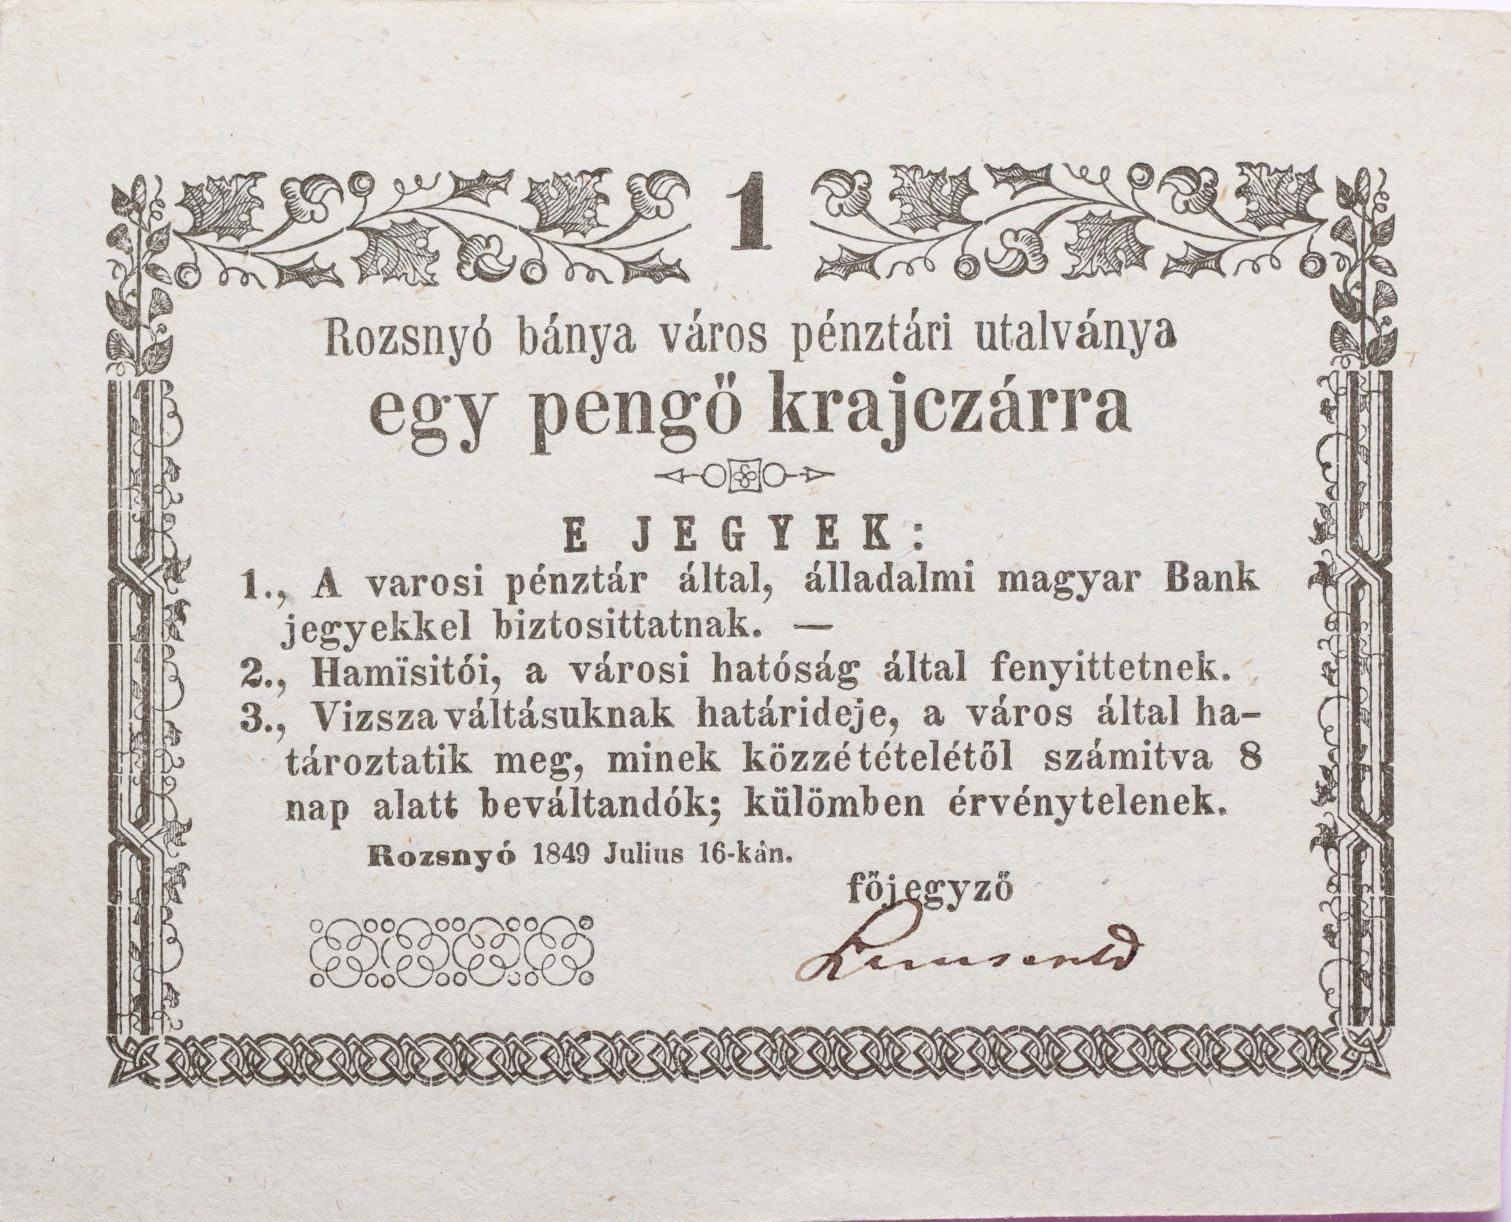 1
Rozsnyó bánya város pénztári utalványa
egy pengő krajczárra
E JEGYEK:
1., A varosi pénztár által, álladalmi magyar Bank
jegyekkel biztosittatnak. —
2., Hamïsitói, a városi hatóság által fenyittetnek.
3., Vizsza váltásuknak határideje, a város által ha-
tároztatik meg, minek közzétételétől számitva 8
nap alatt beváltandók; külömben érvénytelenek.
Rozsnyó 1849 Julius 16-kán.
főjegyző